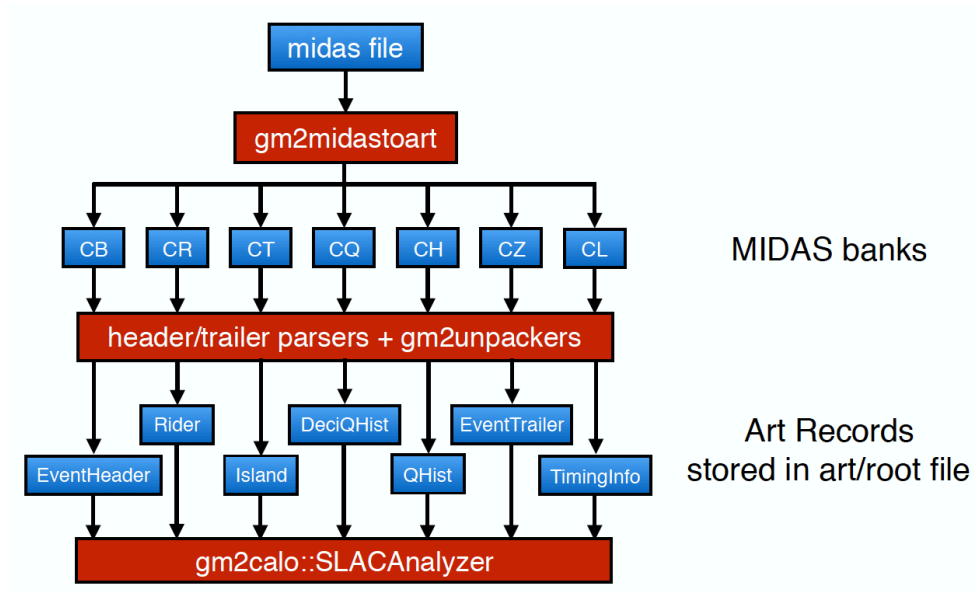 midas file
gm2midastoart
CB CR CT CQ CH CZ CL
MIDAS banks
header/trailer parsers + gm2unpackers
Rider DeciQHist EventTrailer
EventHeader Island QHist TimingInfo
Art Records
stored in art/root file
gm2calo::SLACAnalyzer